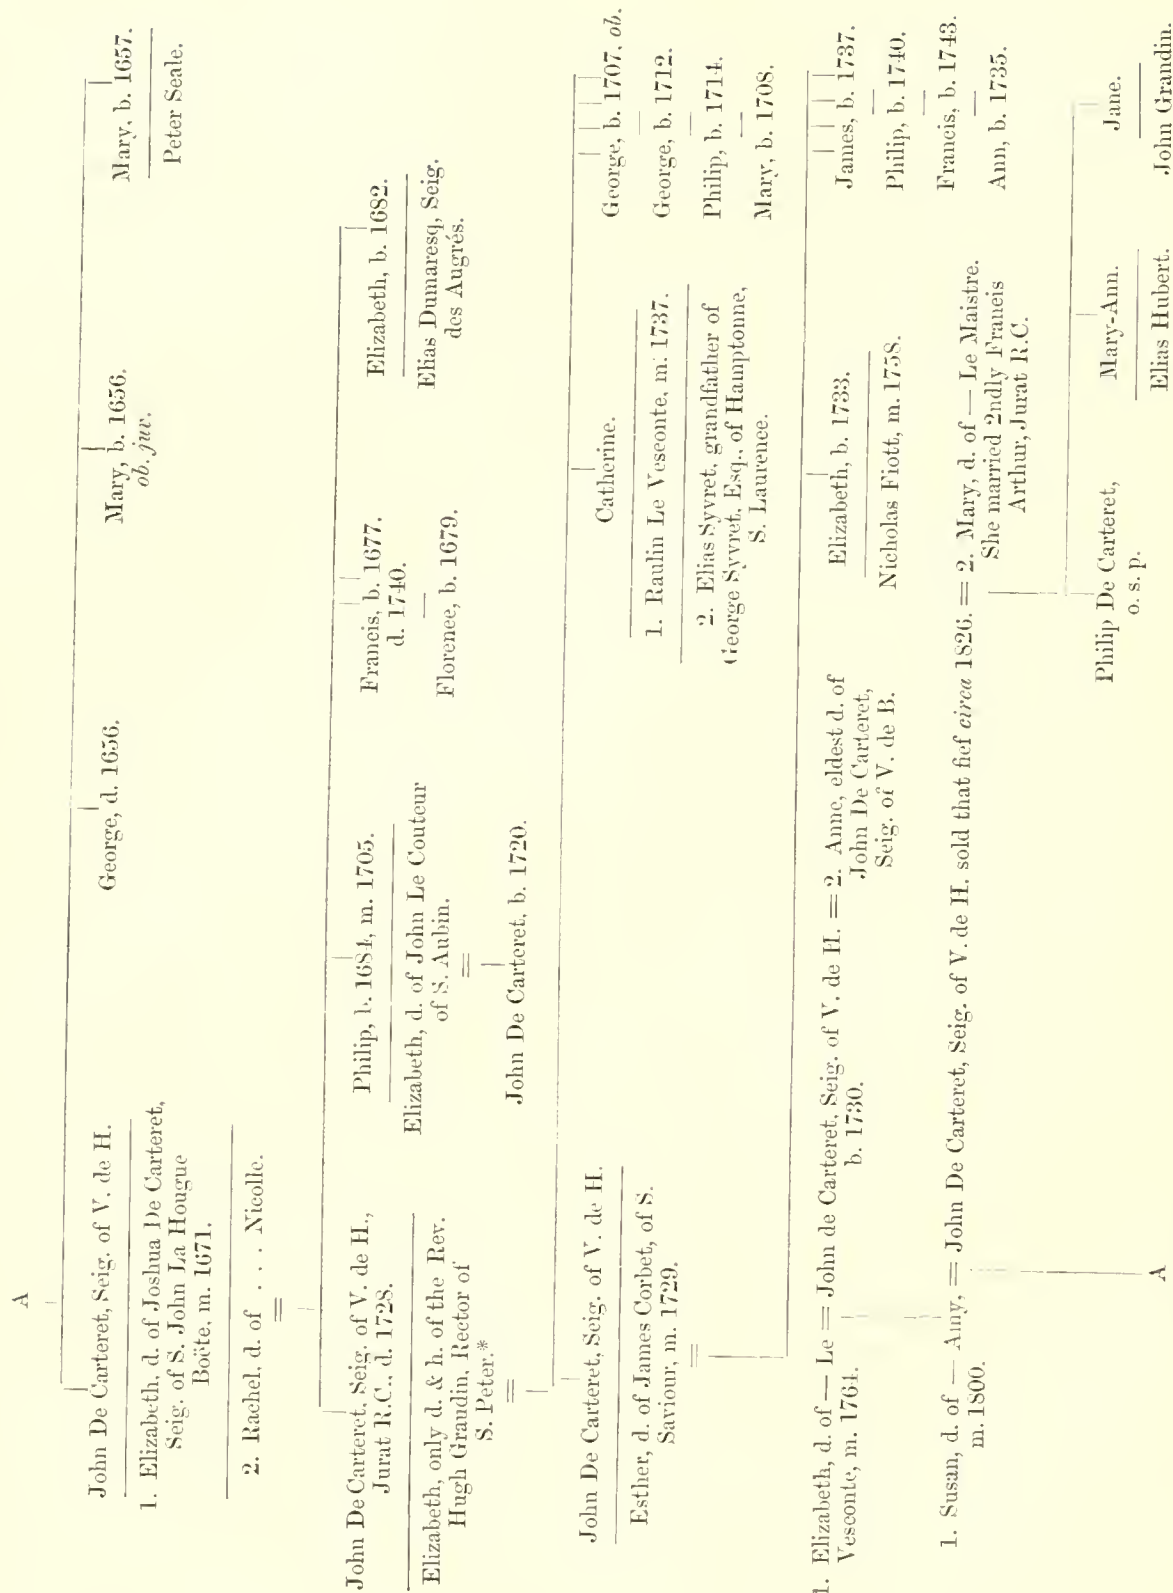 A
John De Carteret, Seig. of V. de H.
1. Elizabeth, d. of Joshua De Carteret,
Seig. of S. John La Hougue
Boëte, m. 1671.
2. Rachel, d. of . . . Nicolle.
=
George, d. 1656.
Mary, b. 1656.
ob. juv.
Mary, b. 1657.
Peter Seale.
John De Carteret, Seig. of V. de H.,
Jurat R.C., d. 1728.
Elizabeth, only d. & h. of the Rev.
Hugh Graudin, Rector of
S. Peter.*
=
Philip, b. 1684, m. 1705.
Elizabeth, d. of John Le Couteur
of S. Aubin.
=
John De Carteret, b. 1720.
Francis, b. 1677.
d. 1740.
Florence, b. 1679.
Elizabeth, b. 1682.
Elias Dumaresq, Seig.
des Augrés.
John De Carteret, Seig. of V. de H.
Esther, d. of James Corbet, of S.
Saviour, m. 1729.
=
Catherine.
1. Raulin Le Vesconte, m. 1737.
2. Elias Syvret, grandfather of
George Syvret, Esq., of Hamptonne,
S. Laurence.
George, b. 1707. ob.
George, b. 1712.
Philip, b. 1714.
Mary, b. 1708.
1. Elizabeth, d. of — Le = John de Carteret, Seig. of V. de H. = 2. Anne, eldest d. of
Vesconte, m. 1764.
b. 1730.
John De Carteret,
Seig. of V. de B.
Elizabeth, b. 1733.
Nicholas Fiott, m. 1758.
James, b. 1737.
Philip, b. 1740.
Francis, b. 1743.
Ann, b. 1735.
1. Susan, d. of — Amy, = John De Carteret, Seig. of V. de H. sold that fief circa 1826. = 2. Mary, d. of — Le Maistre.
m. 1800.
She married 2ndly Francis
Arthur, Jurat R.C.
A
Philip De Carteret,
o. s. p.
Mary-Ann.
Elias Hubert.
Jane.
John Grandin.